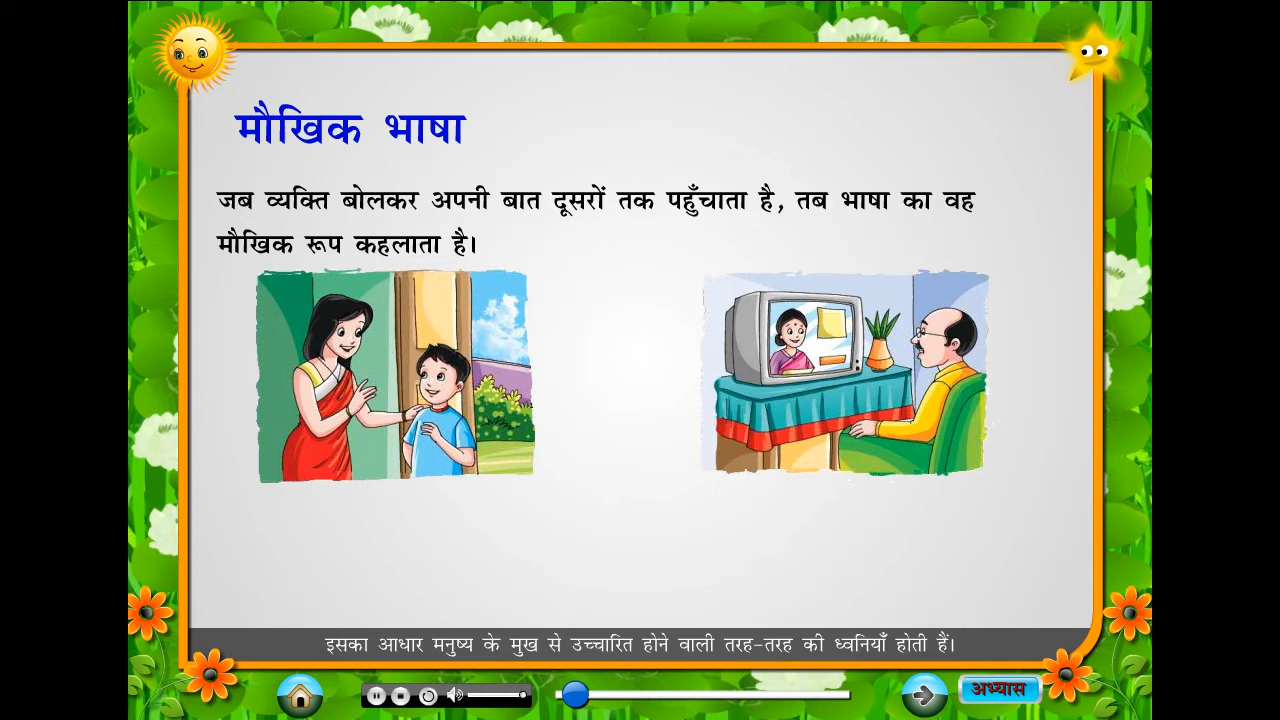 मौखिक भाषा
जब व्यक्ति बोलकर अपनी बात दूसरों तक पहुँचाता है, तब भाषा का वह
मौखिक रूप कहलाता है।
इसका आधार मनुष्य के मुख से उच्चारित होने वाली तरह-तरह की ध्वनियाँ होती हैं।
अभ्यास